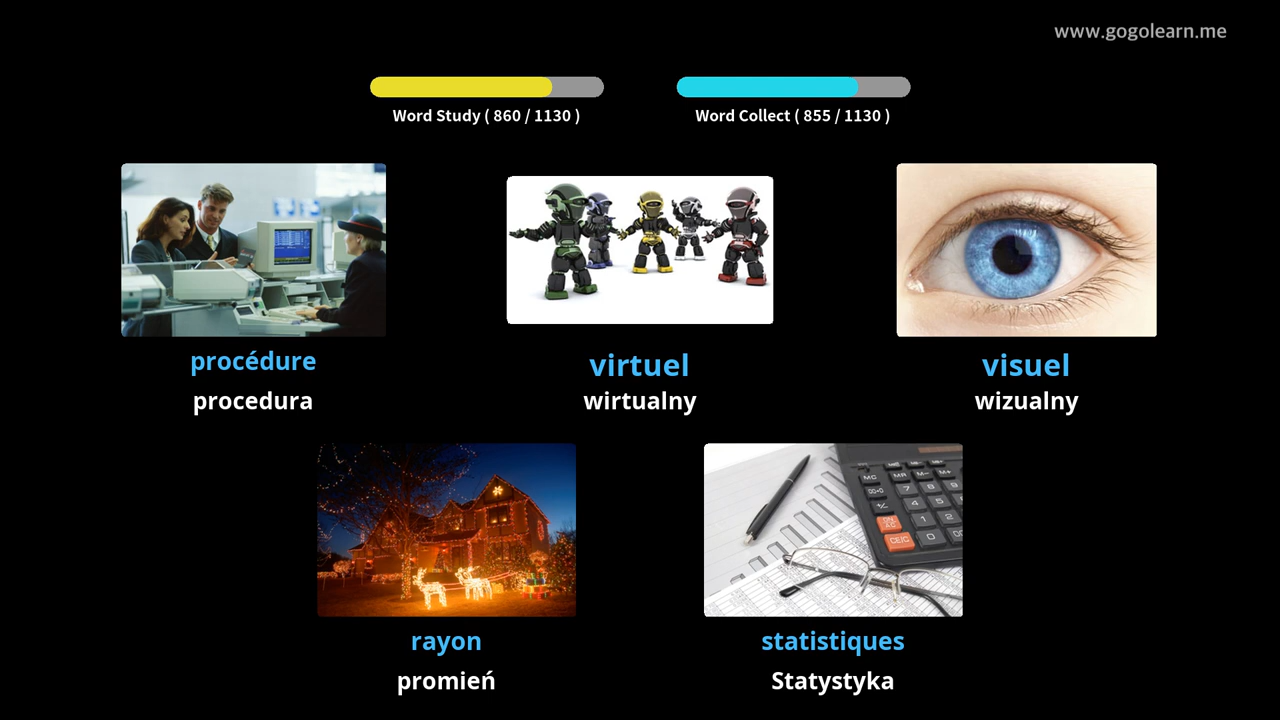 www.gogolearn.me
Word Study ( 860 / 1130 )
Word Collect ( 855 / 1130 )
procédure
procedura
virtuel
wirtualny
visuel
wizualny
rayon
promień
statistiques
Statystyka